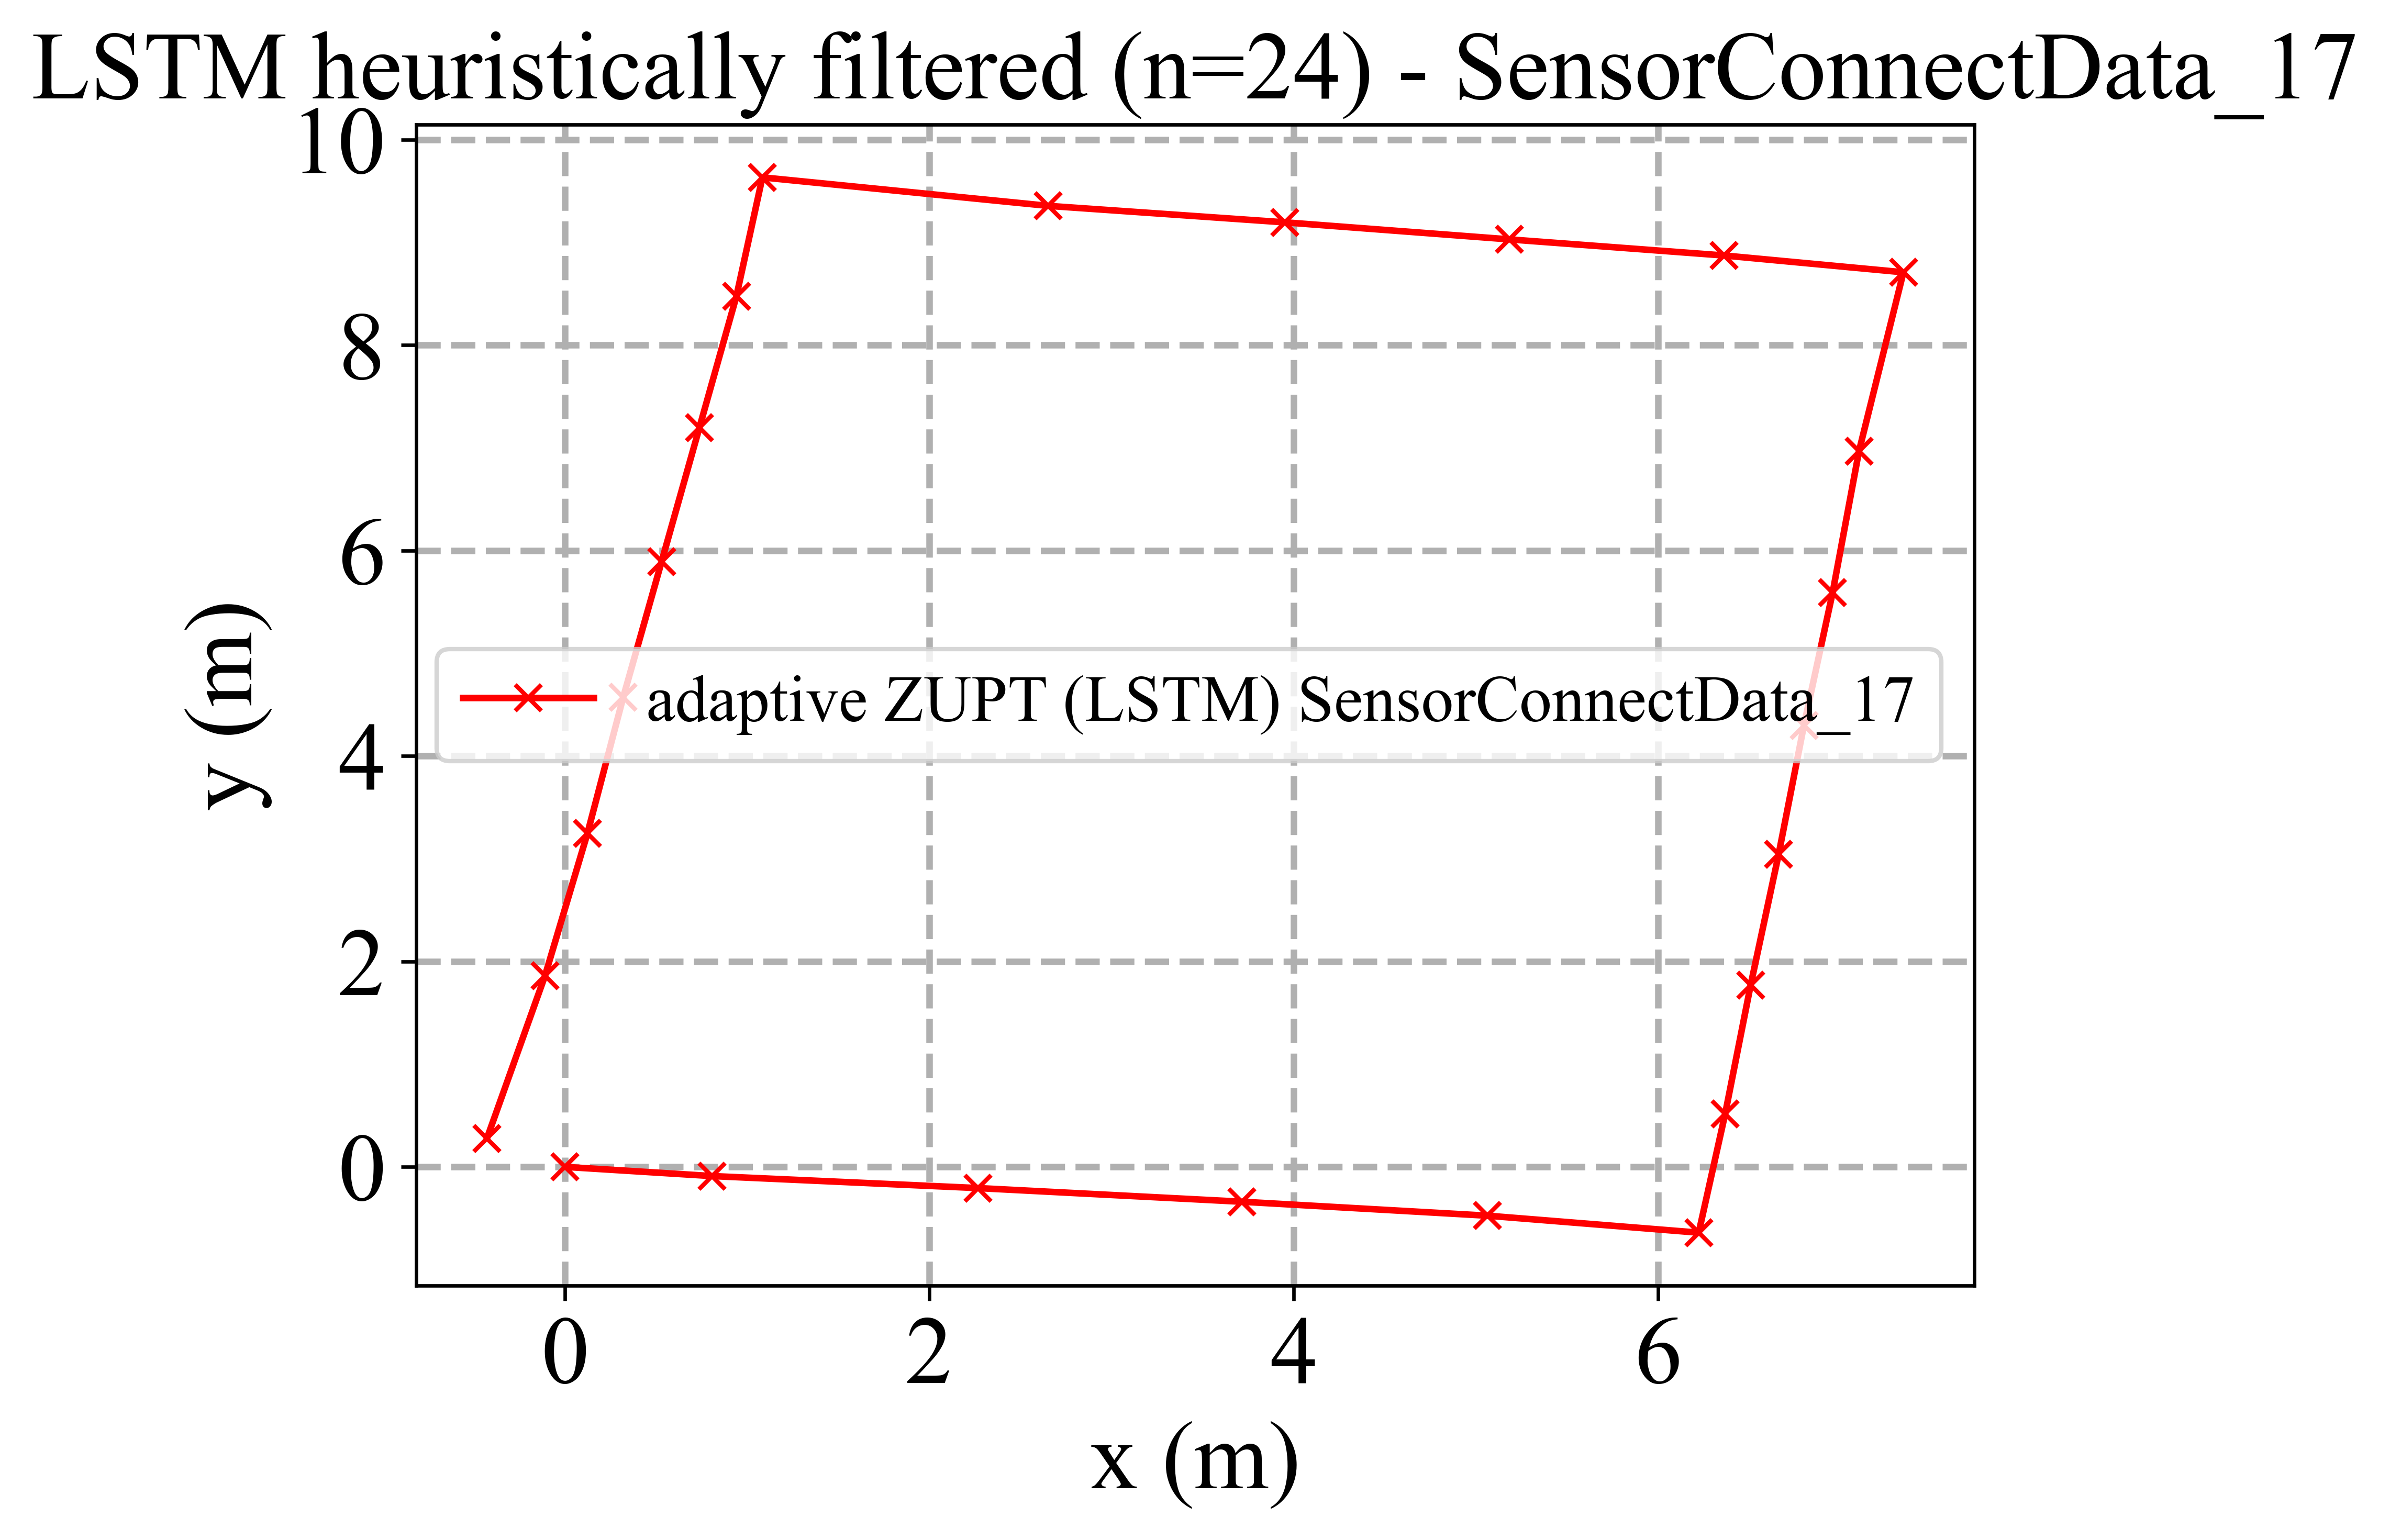 LSTM heuristically filtered (n=24) - SensorConnectData_17
10
8
6
4
2
0
y (m)
adaptive ZUPT (LSTM) SensorConnectData_17
0 2 4 6
x (m)